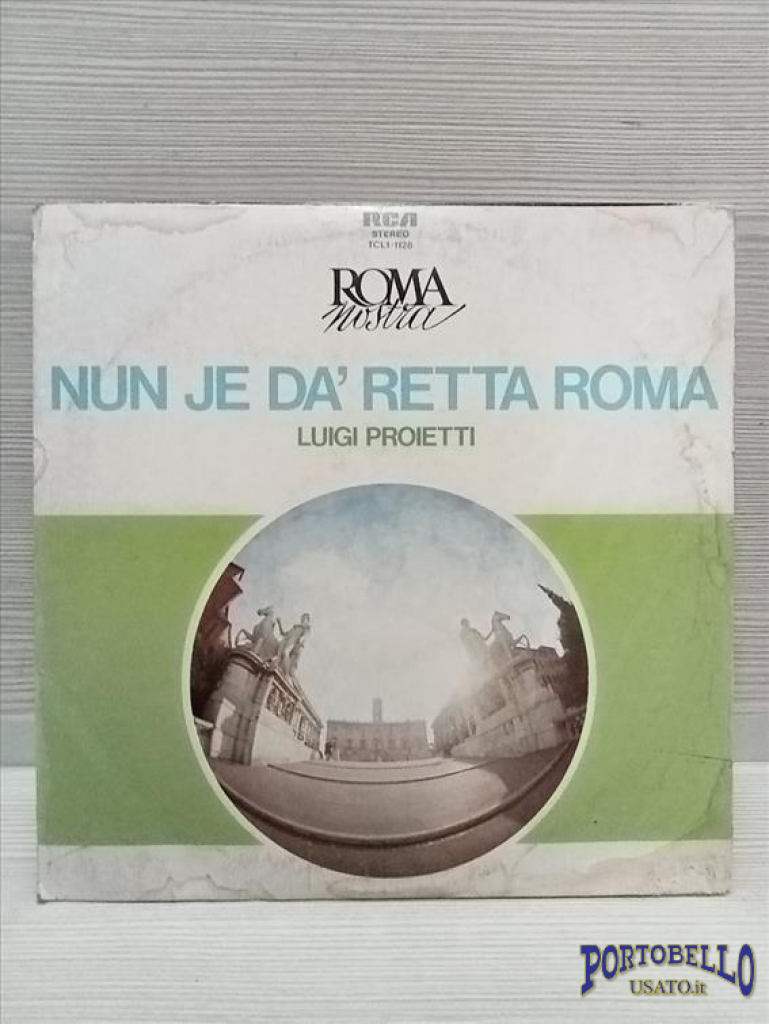 RCA
STEREO
TCL1-1126
ROMA
nostra
NUN JE DA' RETTA ROMA
LUIGI PROIETTI
PORTOBELLO
USATO.it